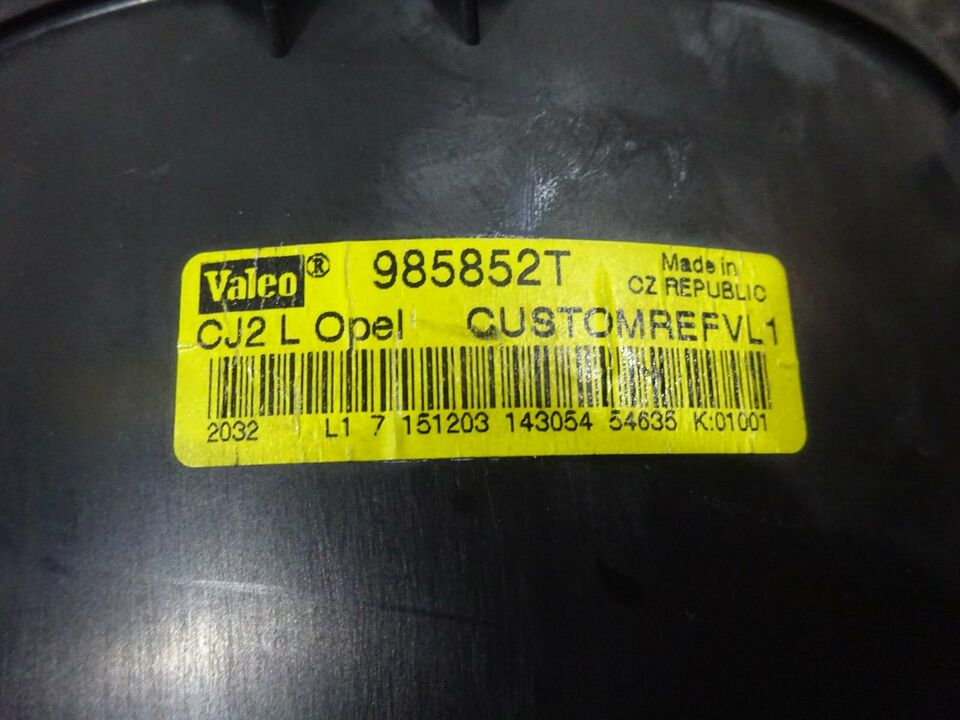 Valeo® 985852T Made in
CZ REPUBLIC
CJ2 L Opel CUSTOMREFVL1
2032 L1 7 151203 143054 54635 K:01001